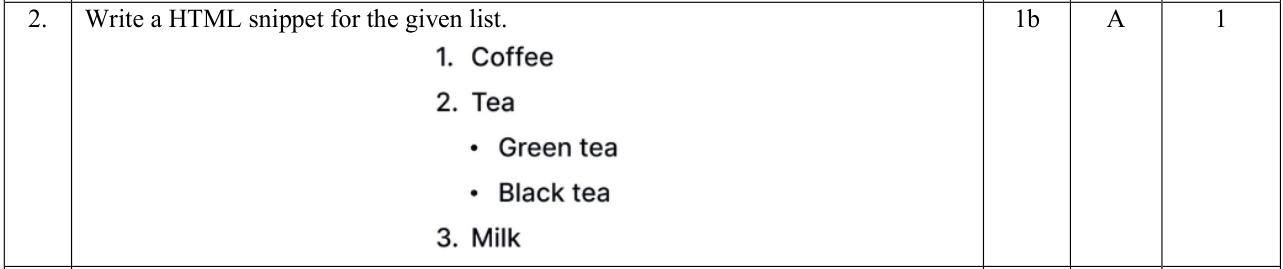 2. Write a HTML snippet for the given list. 1b A 1
1. Coffee
2. Tea
• Green tea
• Black tea
3. Milk